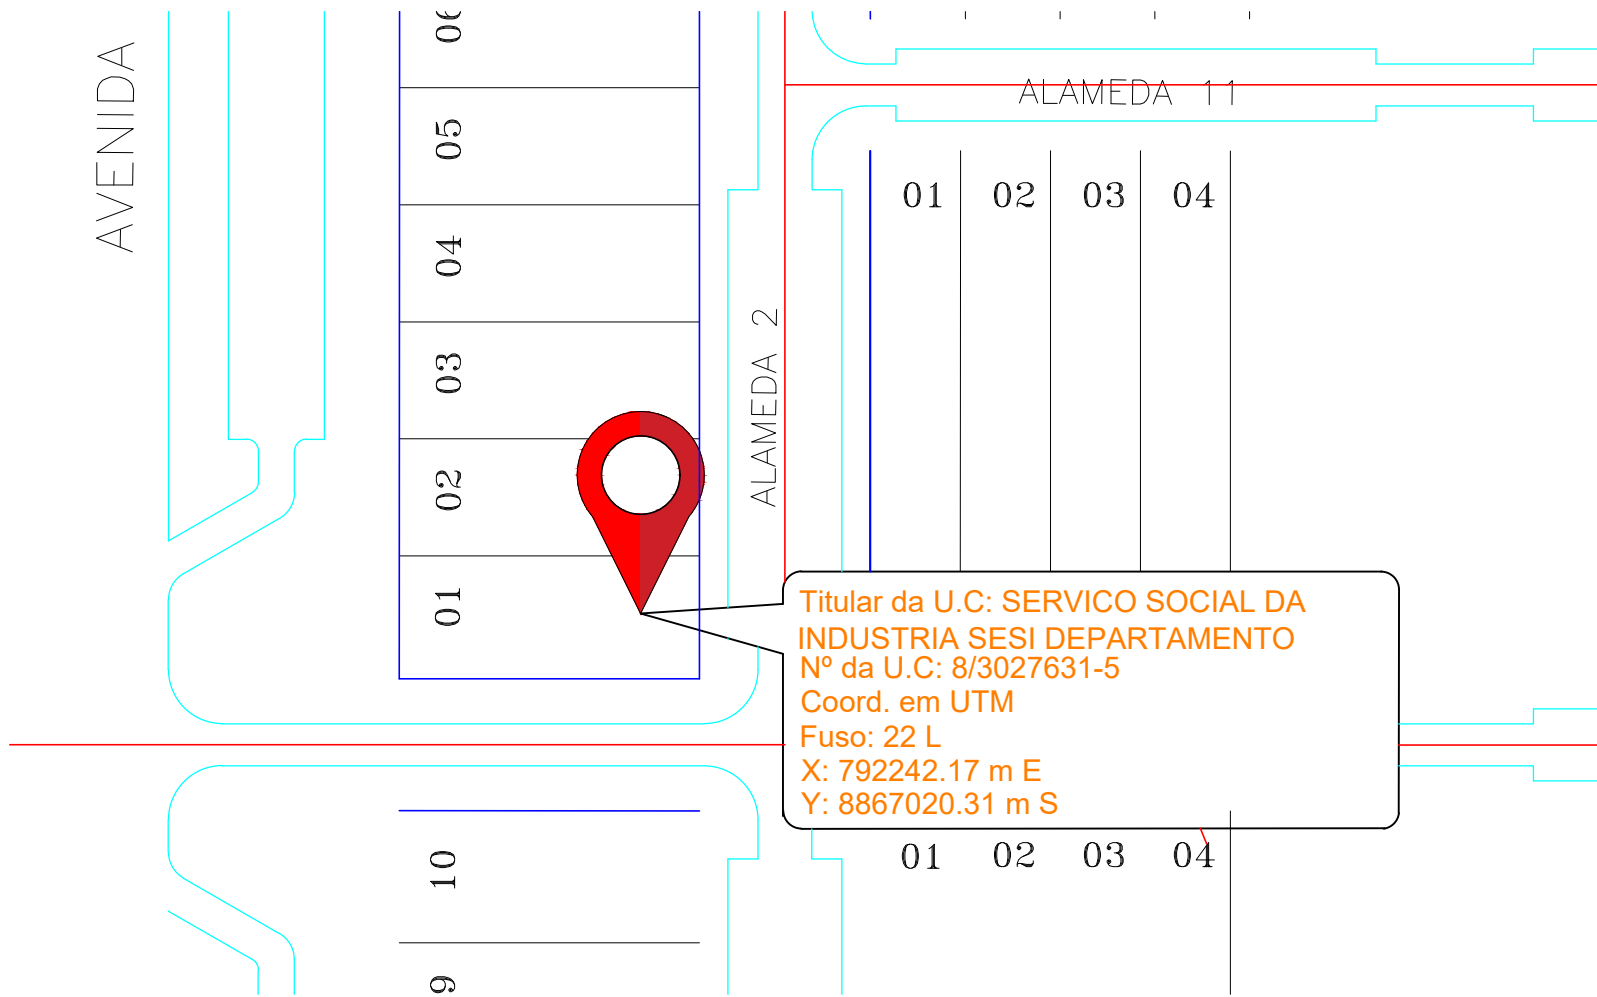 AVENIDA
06
05
04
03
02
01
10
9
ALAMEDA 2
ALAMEDA 11
01 02 03 04
Titular da U.C: SERVICO SOCIAL DA
INDUSTRIA SESI DEPARTAMENTO
Nº da U.C: 8/3027631-5
Coord. em UTM
Fuso: 22 L
X: 792242.17 m E
Y: 8867020.31 m S
01 02 03 04